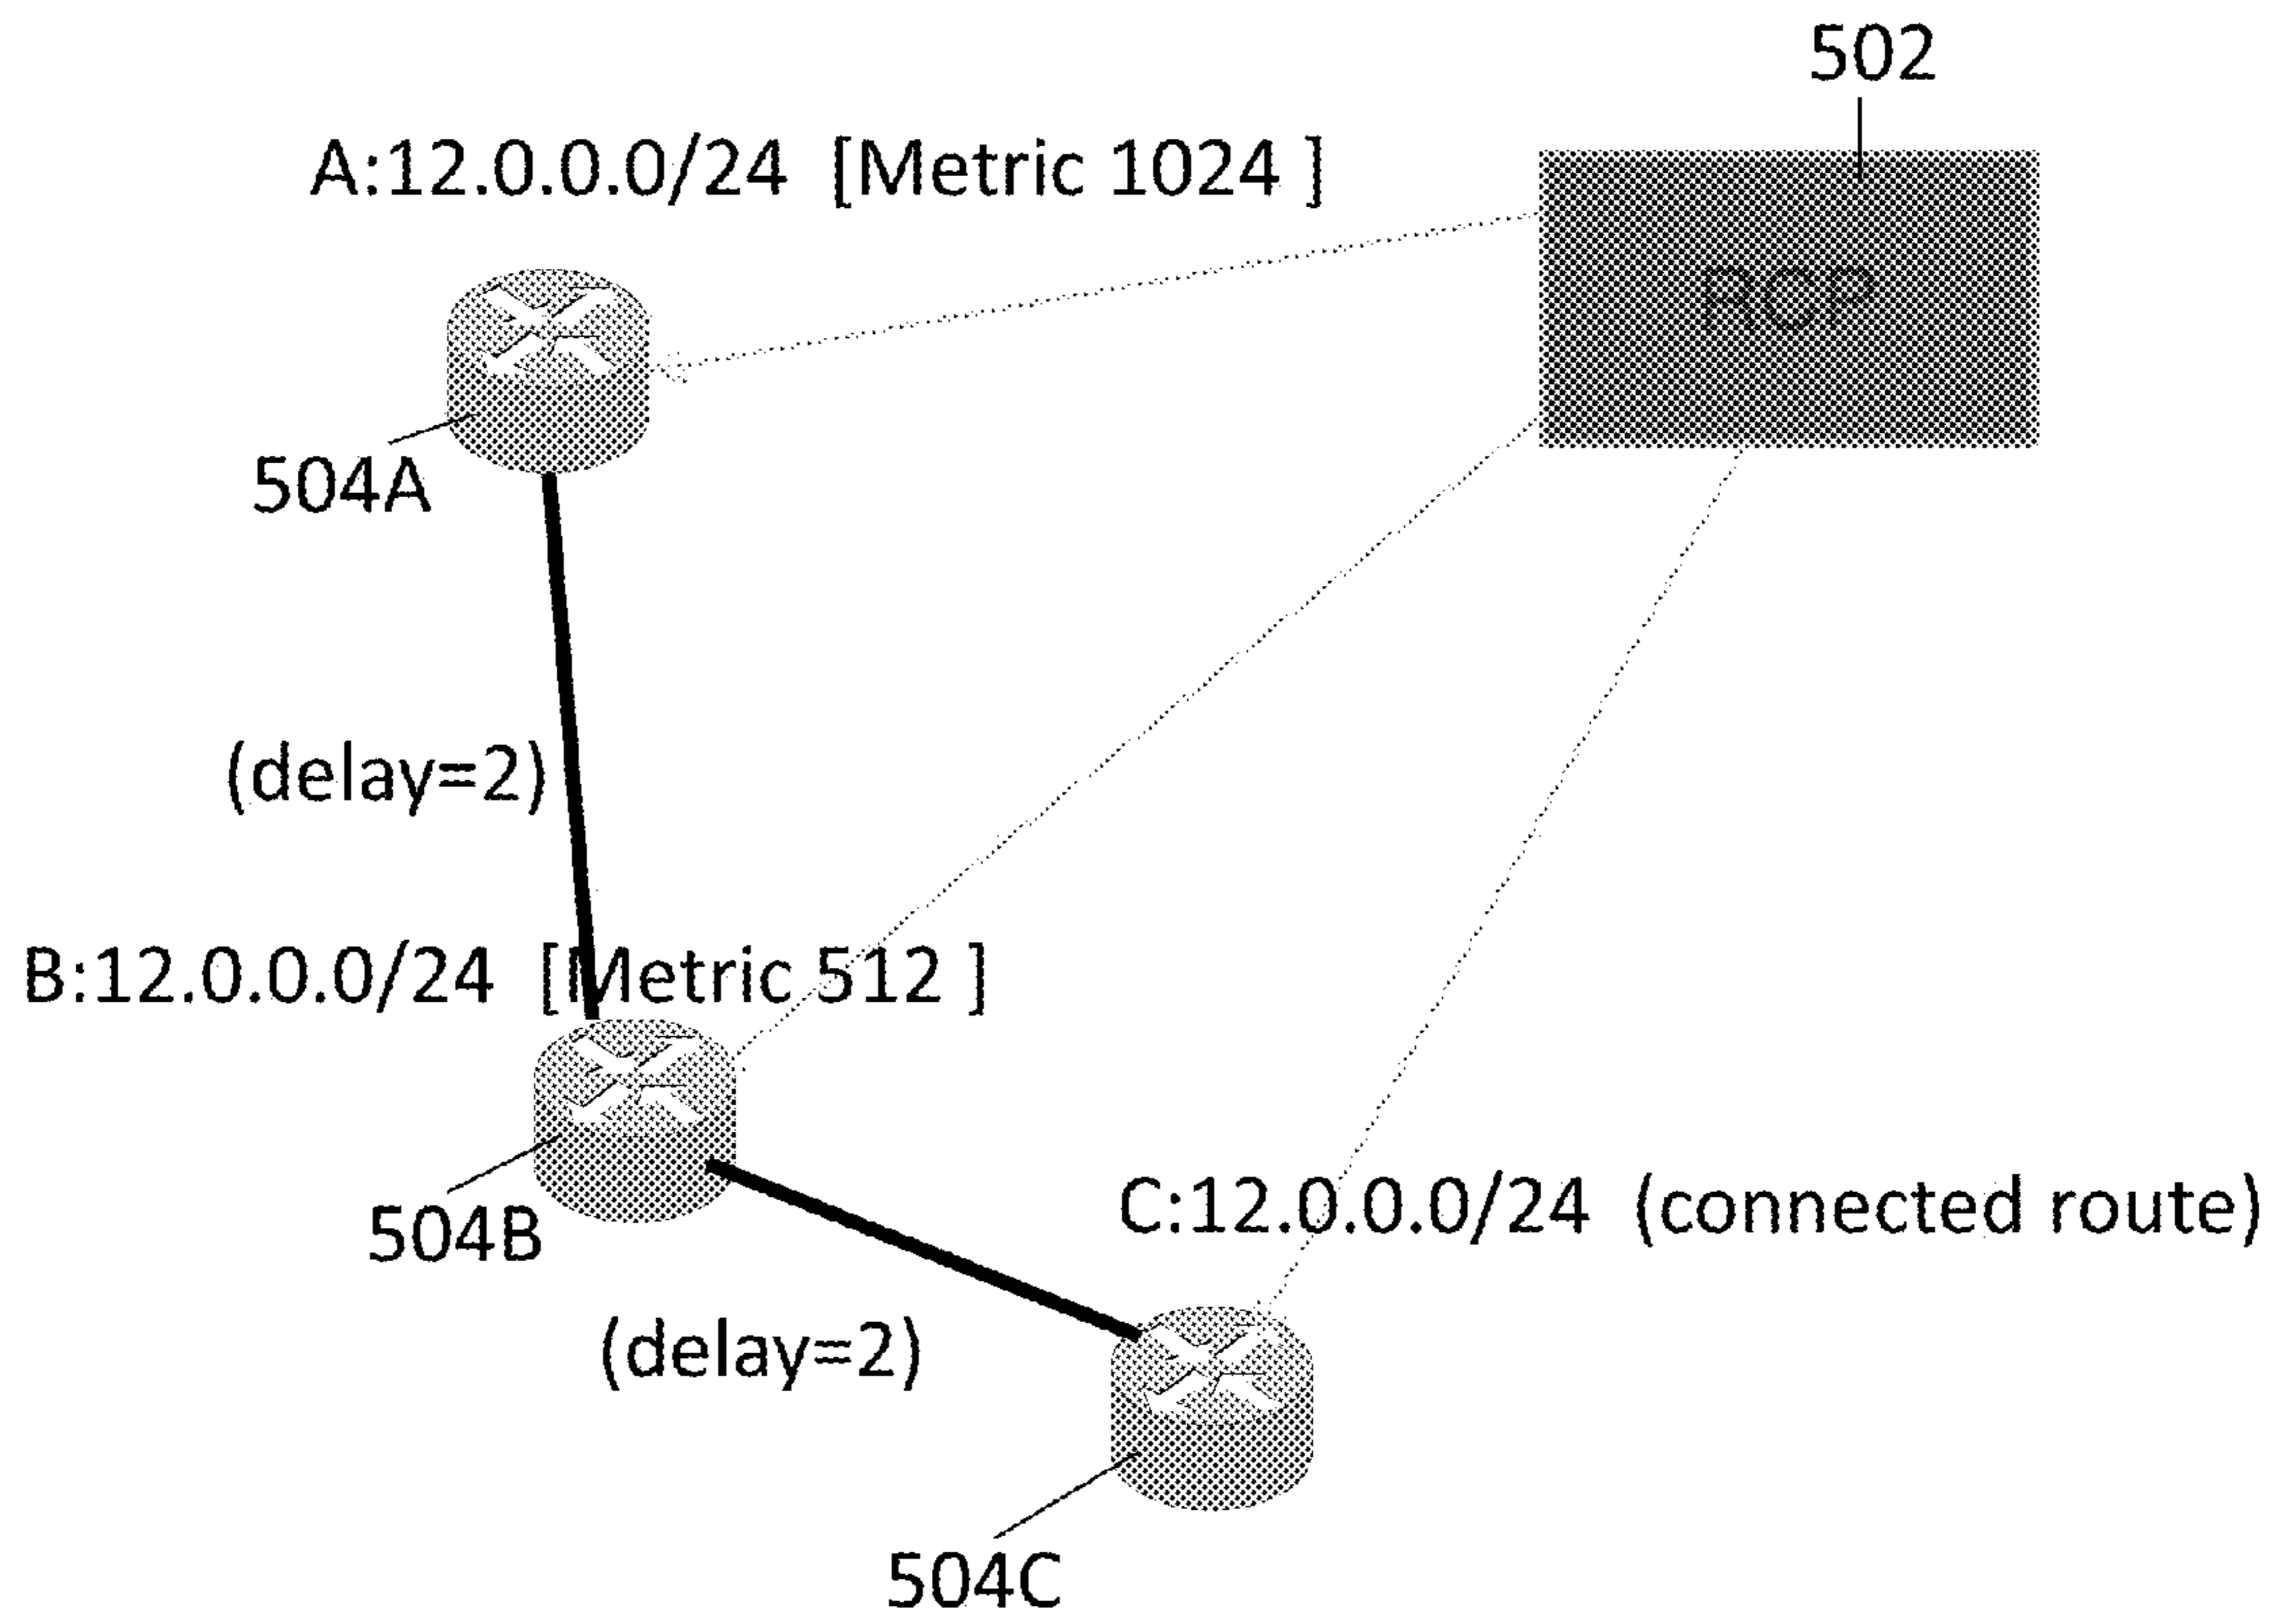 502
A:12.0.0.0/24 [Metric 1024 ]
RCP
504A
(delay=2)
B:12.0.0.0/24 [Metric 512 ]
504B
C:12.0.0.0/24 (connected route)
(delay=2)
504C